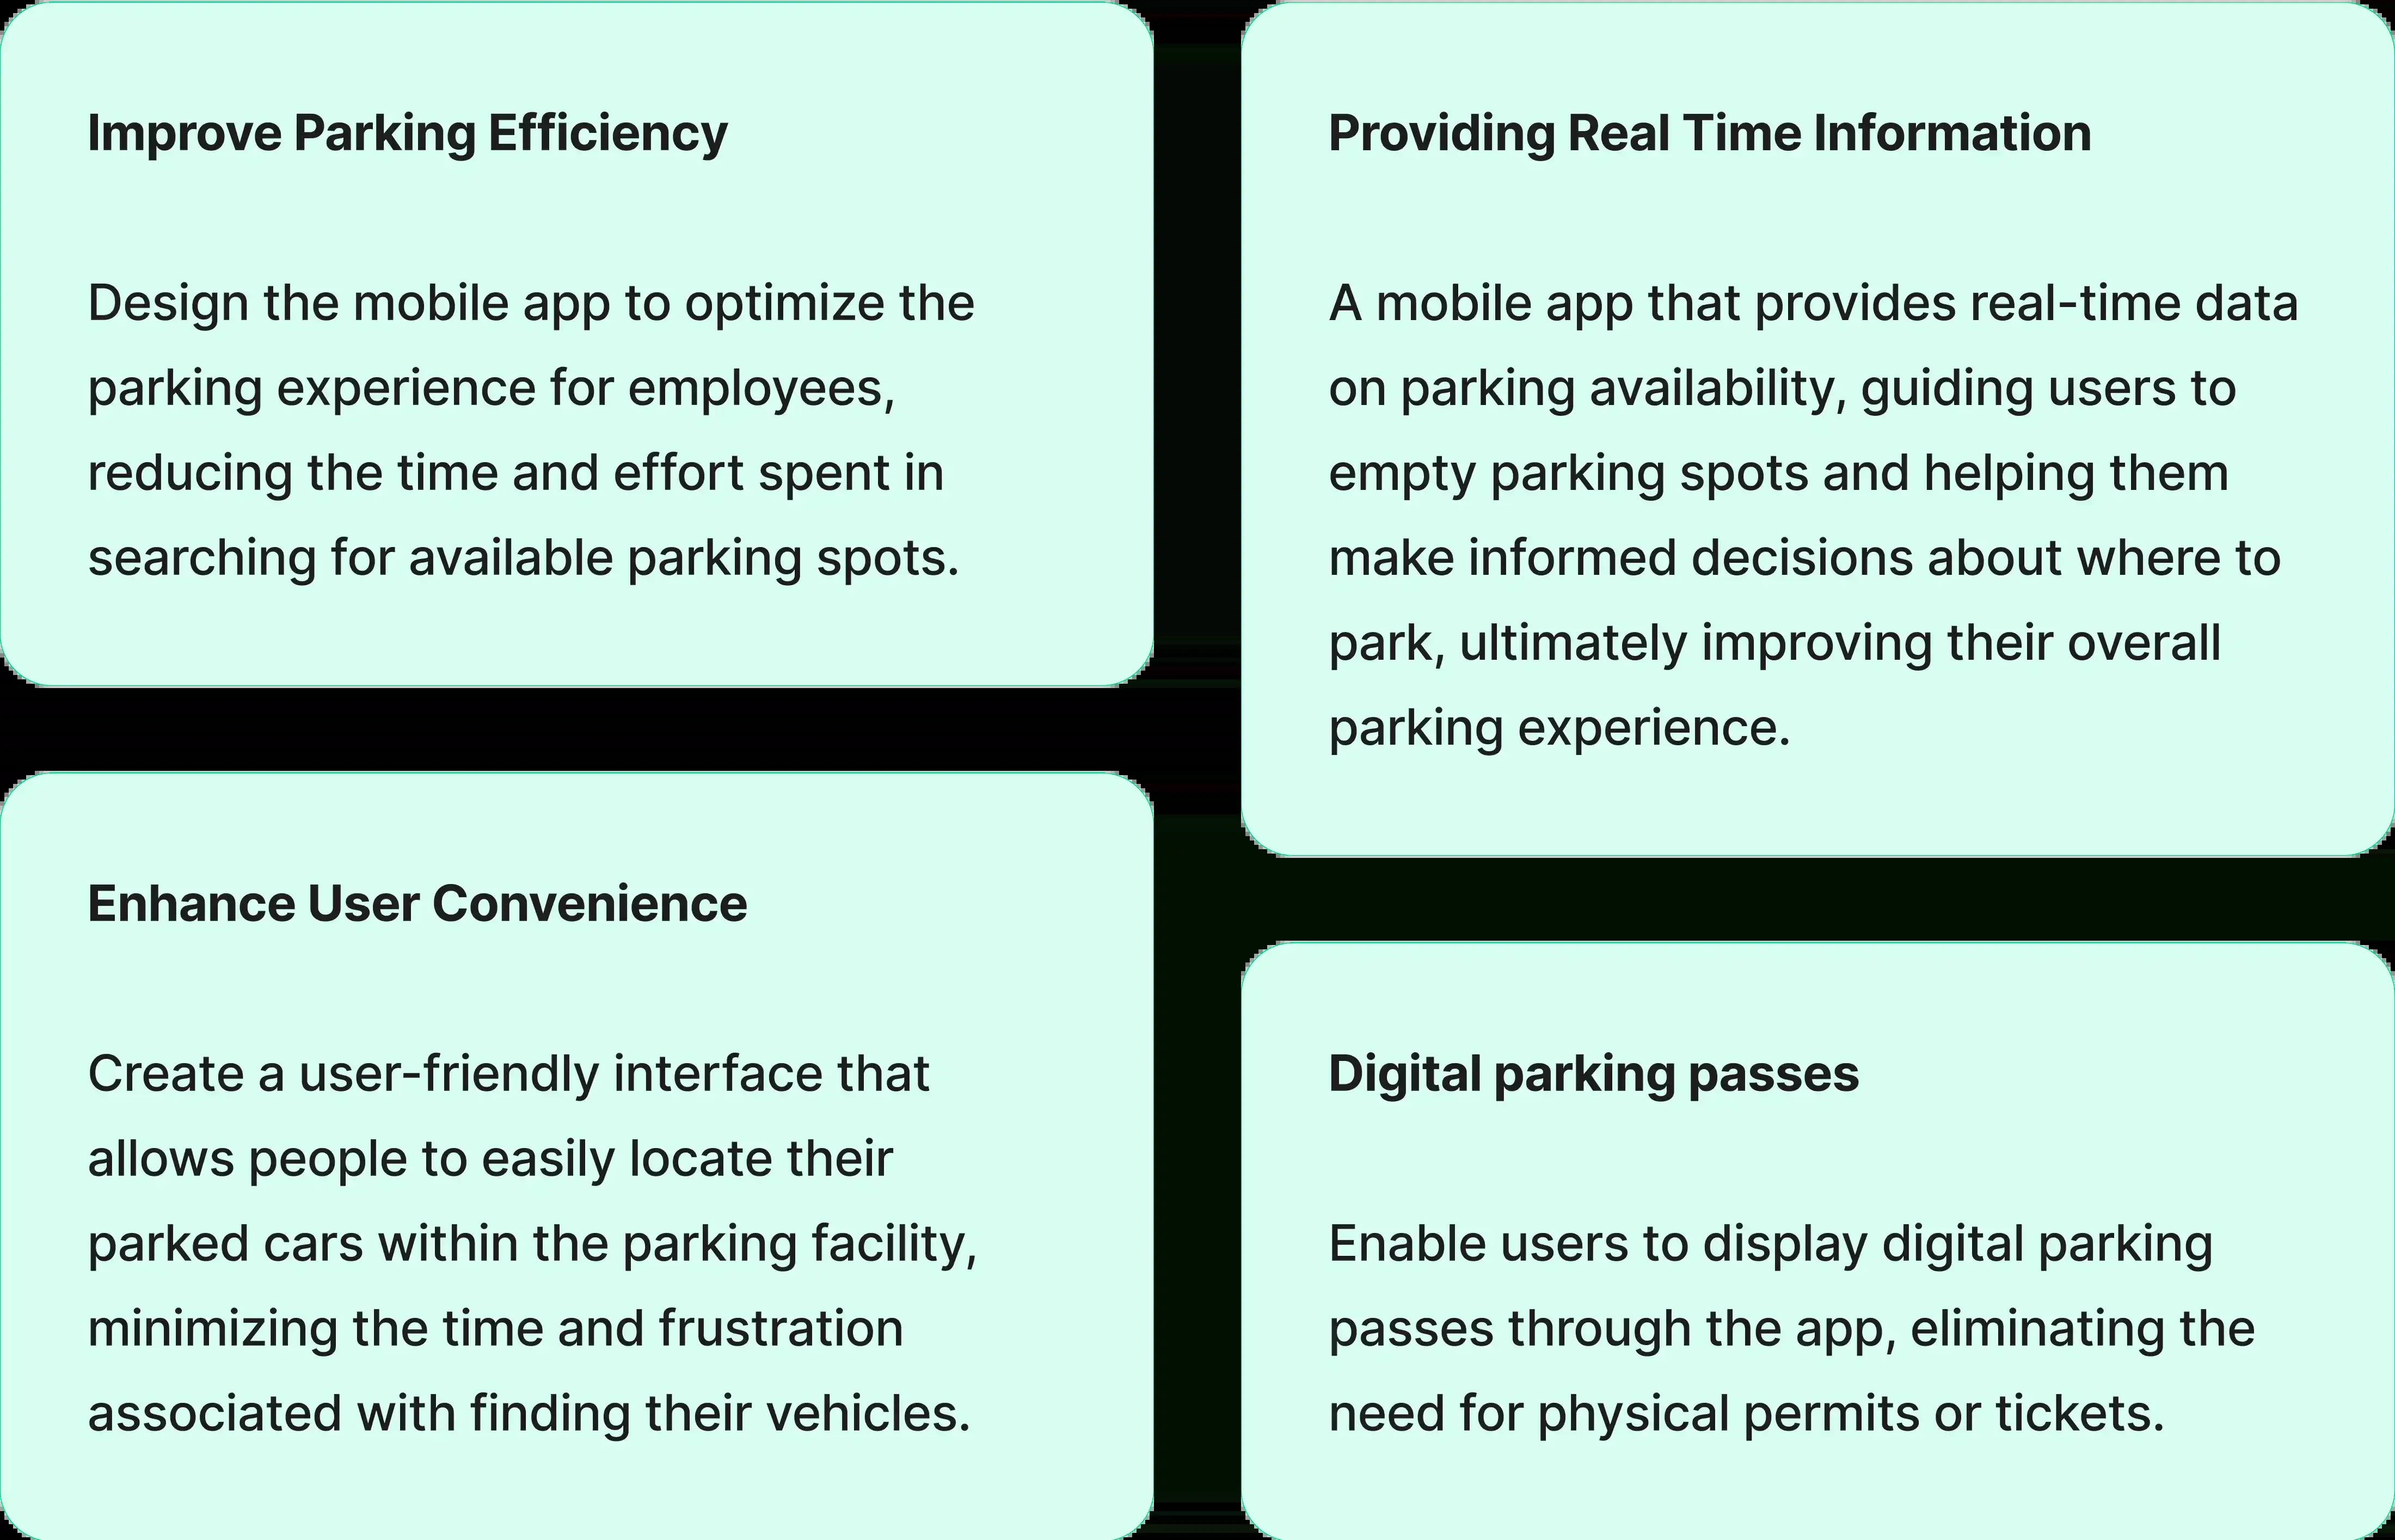 Improve Parking Efficiency
Design the mobile app to optimize the
parking experience for employees,
reducing the time and effort spent in
searching for available parking spots.
Enhance User Convenience
Create a user-friendly interface that
allows people to easily locate their
parked cars within the parking facility,
minimizing the time and frustration
associated with finding their vehicles.
Providing Real Time Information
A mobile app that provides real-time data
on parking availability, guiding users to
empty parking spots and helping them
make informed decisions about where to
park, ultimately improving their overall
parking experience.
Digital parking passes
Enable users to display digital parking
passes through the app, eliminating the
need for physical permits or tickets.